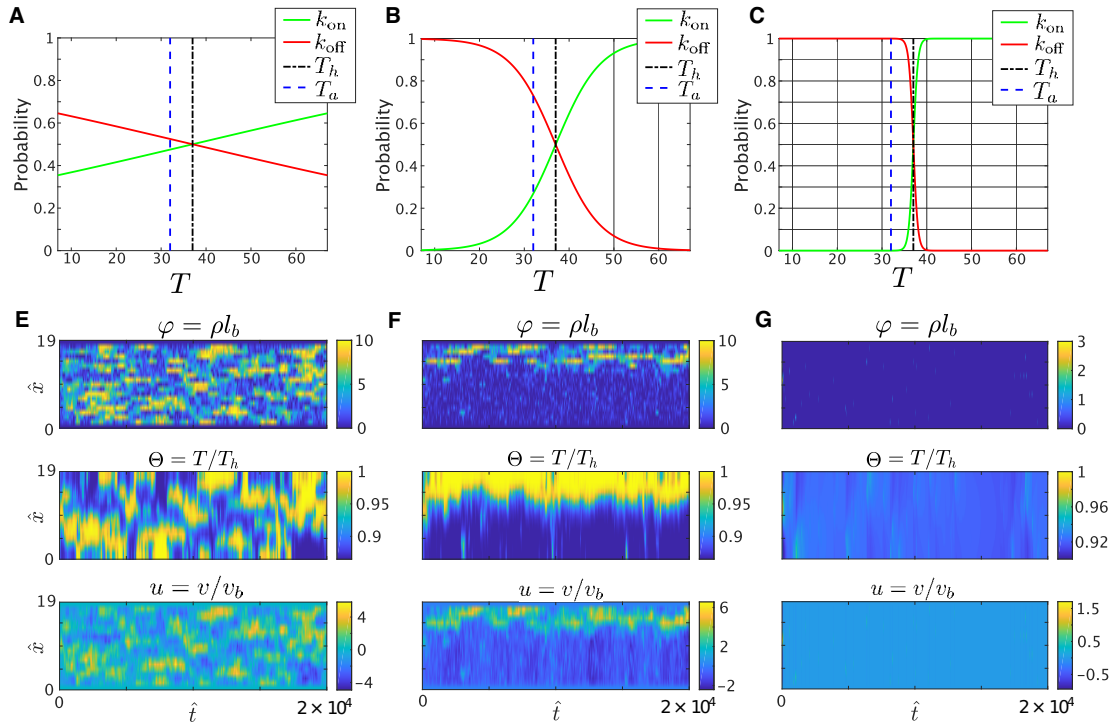 A
k_on
k_off
T_h
T_a
Probability
1
0.8
0.6
0.4
0.2
0
10 20 30 40 50 60
T
B
k_on
k_off
T_h
T_a
Probability
1
0.8
0.6
0.4
0.2
0
10 20 30 40 50 60
T
C
k_on
k_off
T_h
T_a
Probability
1
0.8
0.6
0.4
0.2
0
10 20 30 40 50 60
T
E
φ = ρl_b
19
x̂
0
10
5
0
Θ = T/T_h
19
x̂
0
1
0.95
0.9
u = v/v_b
19
x̂
0
4
0
−4
0 t̂ 2 × 10⁴
F
φ = ρl_b
10
5
0
Θ = T/T_h
1
0.95
0.9
u = v/v_b
6
2
−2
0 t̂ 2 × 10⁴
G
φ = ρl_b
3
2
1
0
Θ = T/T_h
1
0.96
0.92
u = v/v_b
1.5
0.5
−0.5
0 t̂ 2 × 10⁴